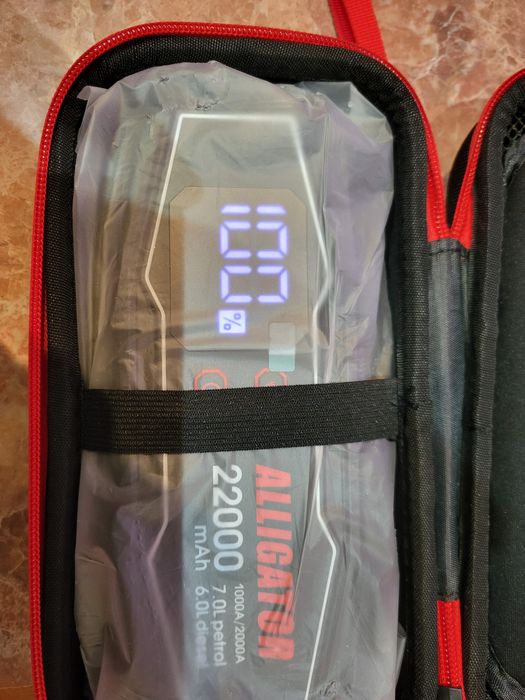 100
%
ALLIGATOR
22000
mAh
1000A/2000A
7.0L petrol
6.0L diesel